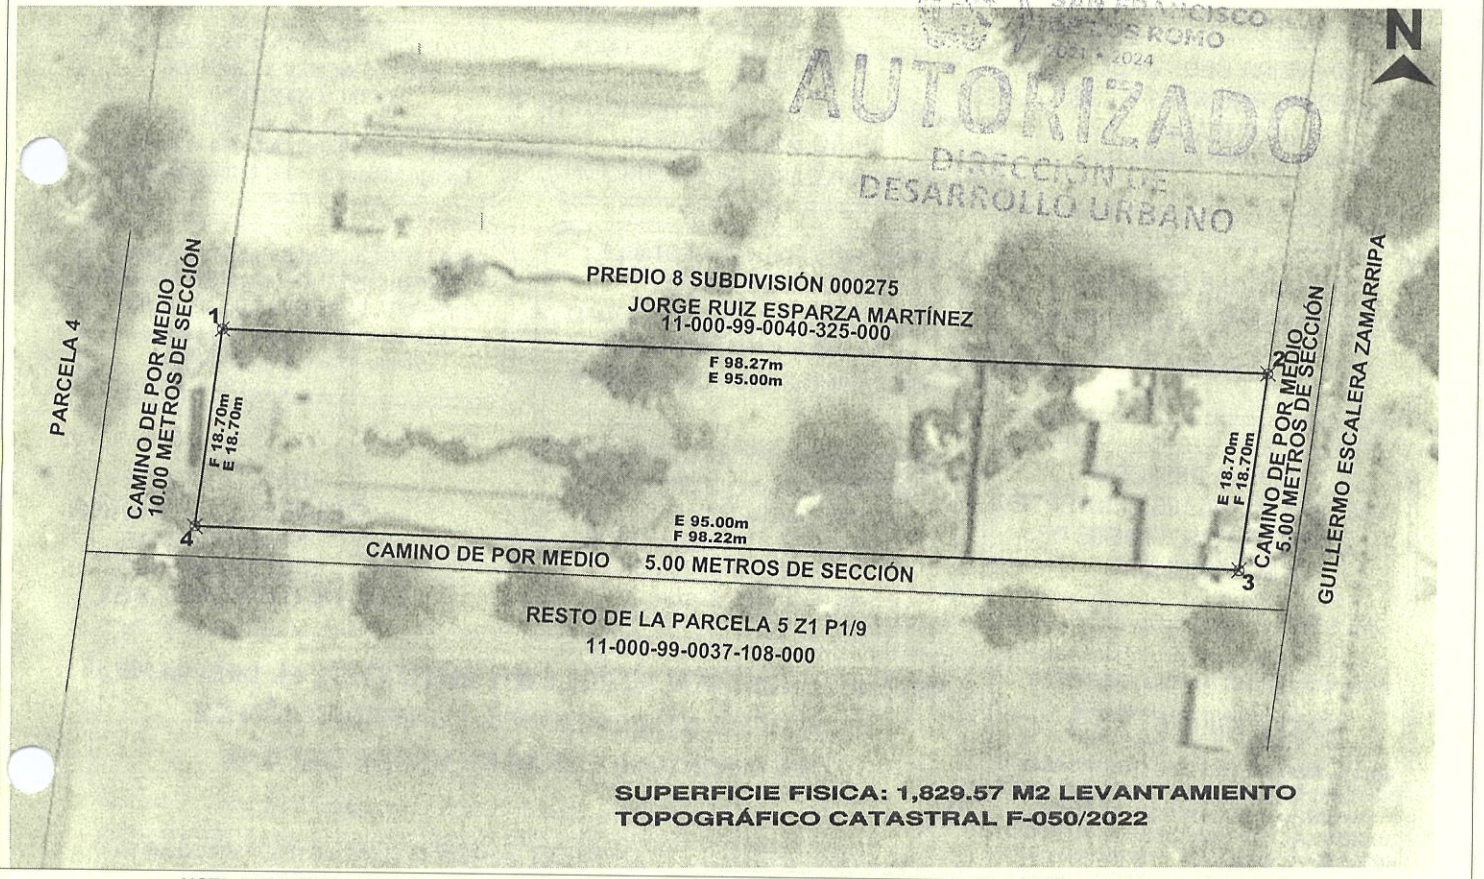 SAN FRANCISCO
DE LOS ROMO
2021 • 2024
N
AUTORIZADO
DIRECCIÓN DE
DESARROLLO URBANO
PREDIO 8 SUBDIVISIÓN 000275
JORGE RUIZ ESPARZA MARTÍNEZ
11-000-99-0040-325-000
1
2
F 98.27m
E 95.00m
PARCELA 4
CAMINO DE POR MEDIO
10.00 METROS DE SECCIÓN
F 18.70m
E 18.70m
E 18.70m
F 18.70m
CAMINO DE POR MEDIO
5.00 METROS DE SECCIÓN
GUILLERMO ESCALERA ZAMARRIPA
E 95.00m
F 98.22m
4
3
CAMINO DE POR MEDIO 5.00 METROS DE SECCIÓN
RESTO DE LA PARCELA 5 Z1 P1/9
11-000-99-0037-108-000
SUPERFICIE FISICA: 1,829.57 M2 LEVANTAMIENTO
TOPOGRÁFICO CATASTRAL F-050/2022